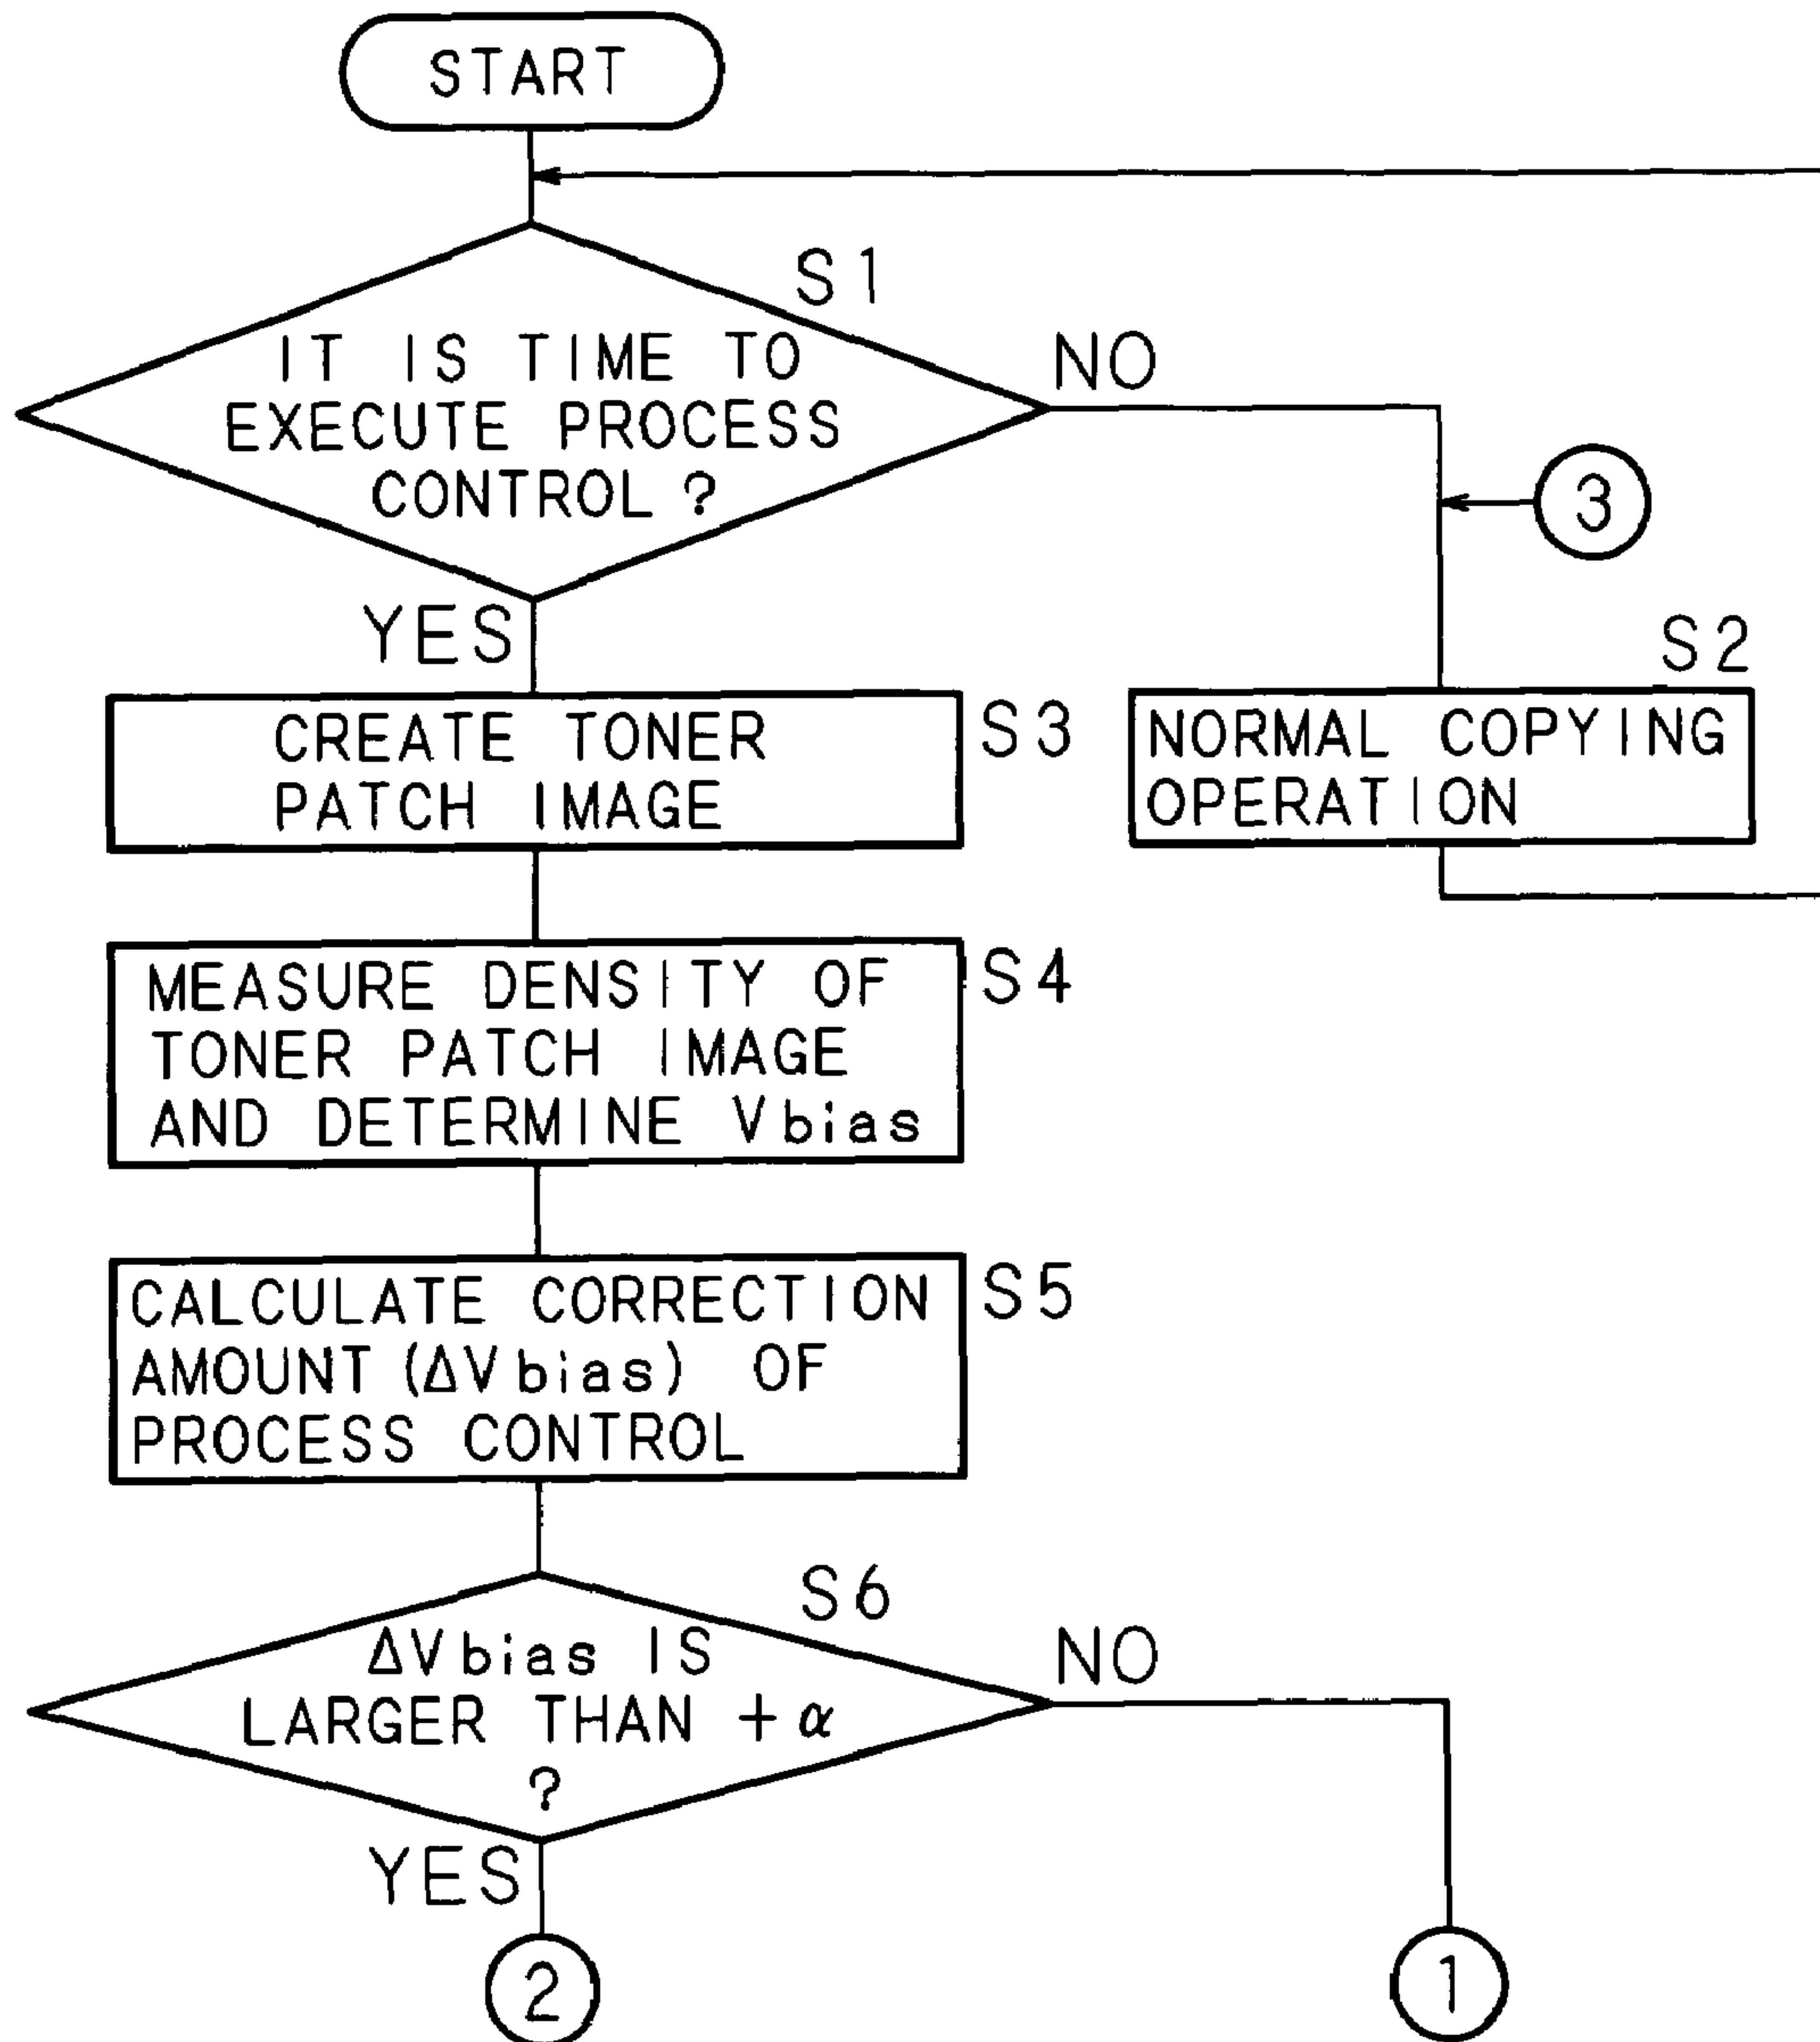 START
S1
IT IS TIME TO
EXECUTE PROCESS
CONTROL ?
NO
3
YES
S2
CREATE TONER
PATCH IMAGE
S3
NORMAL COPYING
OPERATION
MEASURE DENSITY OF
TONER PATCH IMAGE
AND DETERMINE Vbias
S4
CALCULATE CORRECTION
AMOUNT (ΔVbias) OF
PROCESS CONTROL
S5
S6
ΔVbias IS
LARGER THAN +α
?
NO
YES
2
1